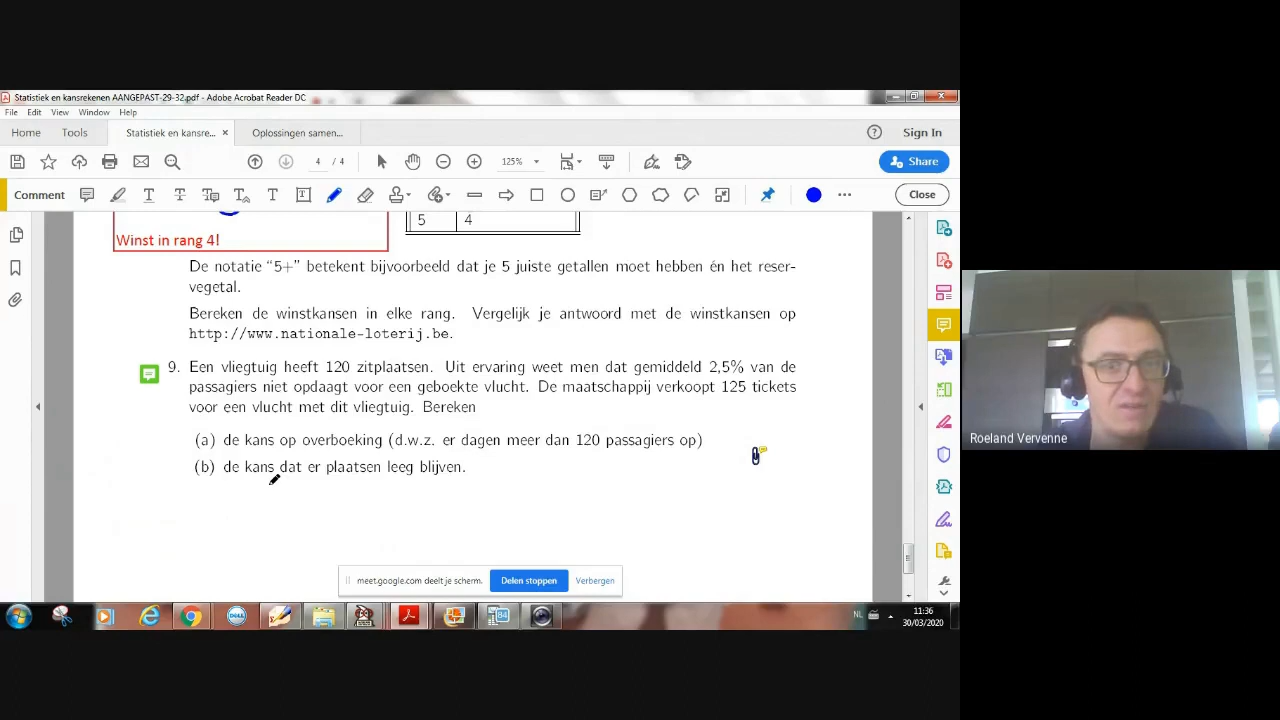 Statistiek en kansrekenen AANGEPAST-29-32.pdf - Adobe Acrobat Reader DC
File Edit View Window Help
Home Tools Statistiek en kansre... × Oplossingen samen... Sign In
4 / 4 125% Share
Comment Close
5 4
Winst in rang 4!
De notatie “5+” betekent bijvoorbeeld dat je 5 juiste getallen moet hebben én het reser-
vegetal.
Bereken de winstkansen in elke rang. Vergelijk je antwoord met de winstkansen op
http://www.nationale-loterij.be.
9. Een vliegtuig heeft 120 zitplaatsen. Uit ervaring weet men dat gemiddeld 2,5% van de
passagiers niet opdaagt voor een geboekte vlucht. De maatschappij verkoopt 125 tickets
voor een vlucht met dit vliegtuig. Bereken
(a) de kans op overboeking (d.w.z. er dagen meer dan 120 passagiers op)
Roeland Vervenne
(b) de kans dat er plaatsen leeg blijven.
meet.google.com deelt je scherm. Delen stoppen Verbergen
NL 11:36
30/03/2020